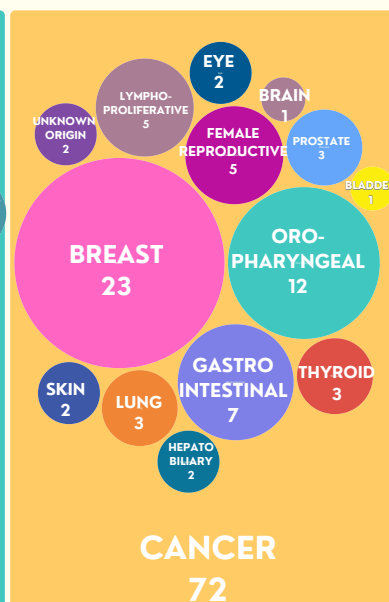 EYE
2
LYMPHO-
PROLIFERATIVE
5
BRAIN
1
UNKNOWN
ORIGIN
2
FEMALE
REPRODUCTIVE
5
PROSTATE
3
BLADDE
1
BREAST
23
ORO-
PHARYNGEAL
12
GASTRO
INTESTINAL
7
THYROID
3
SKIN
2
LUNG
3
HEPATO
BILIARY
2
CANCER
72